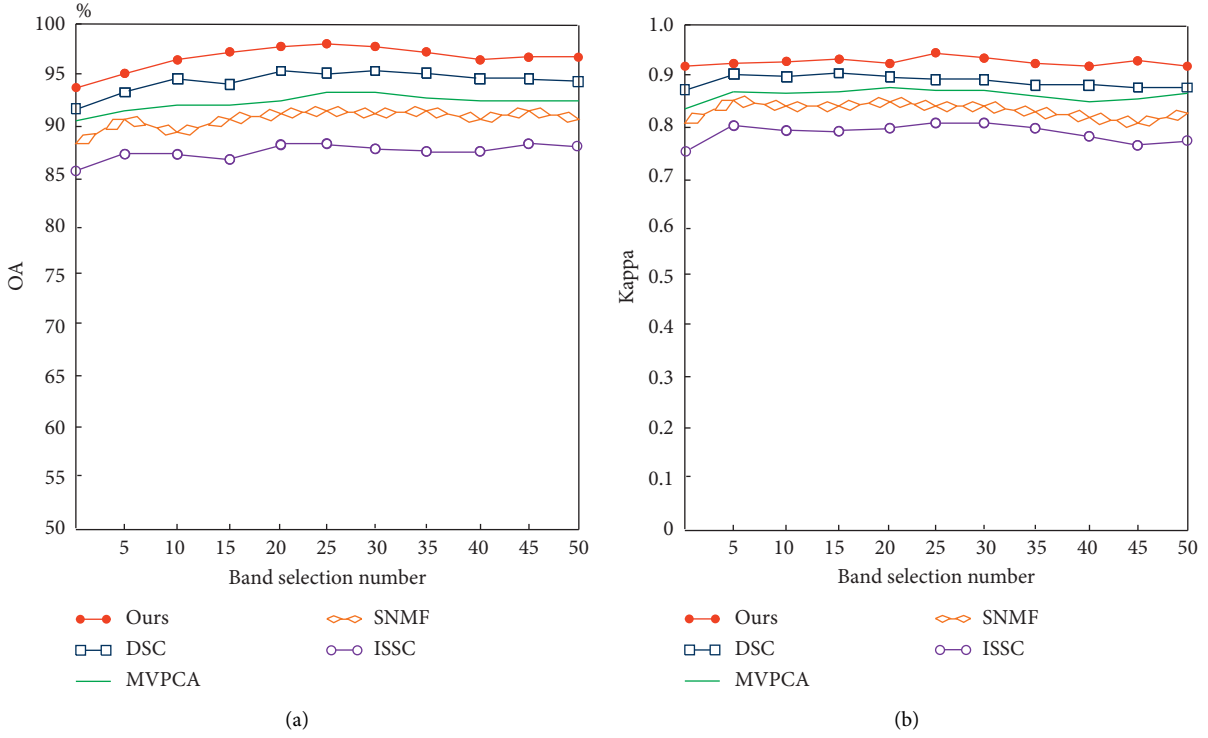 %
100
95
90
85
80
75
70
65
60
55
50
OA
5 10 15 20 25 30 35 40 45 50
Band selection number
Ours
DSC
MVPCA
SNMF
ISSC
(a)
1.0
0.9
0.8
0.7
0.6
0.5
0.4
0.3
0.2
0.1
0
Kappa
5 10 15 20 25 30 35 40 45 50
Band selection number
Ours
DSC
MVPCA
SNMF
ISSC
(b)